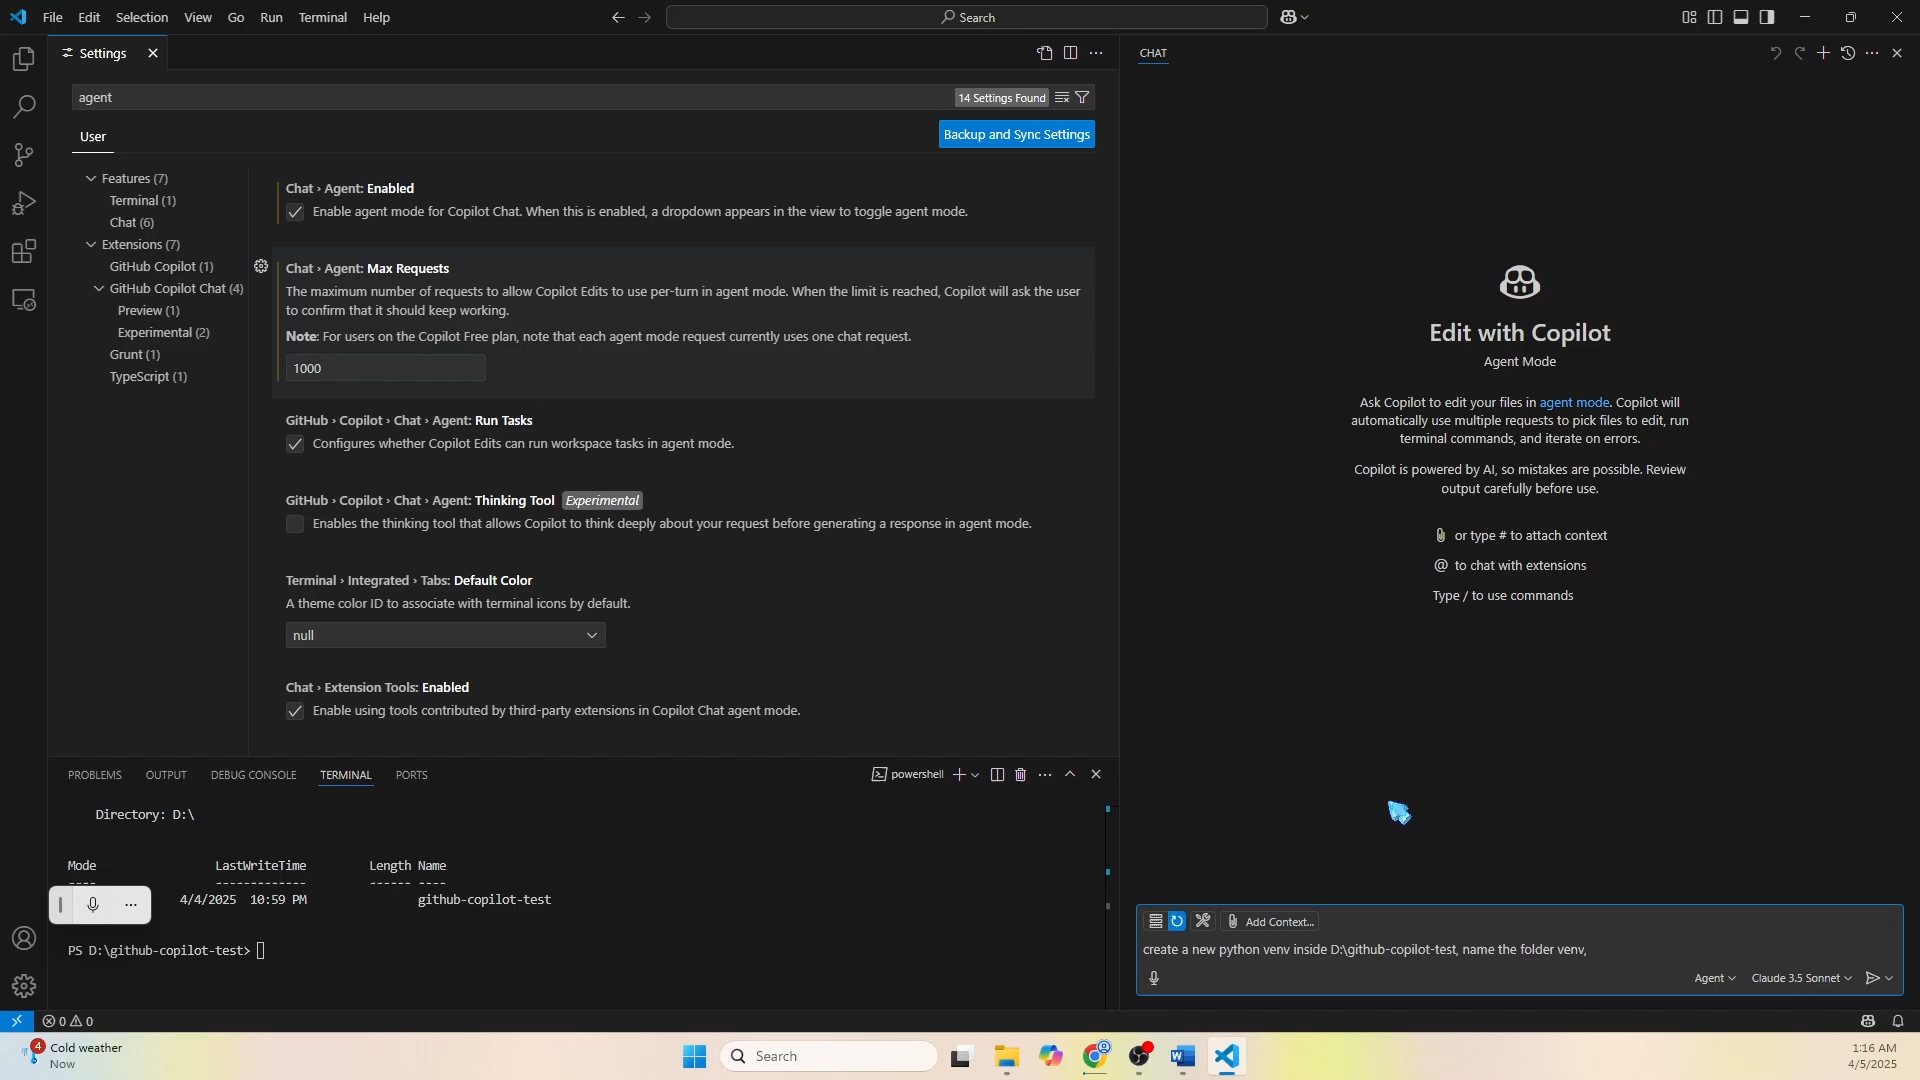 File Edit Selection View Go Run Terminal Help
Search
Settings
CHAT
agent
14 Settings Found
User
Backup and Sync Settings
Features (7)
Terminal (1)
Chat (6)
Extensions (7)
GitHub Copilot (1)
GitHub Copilot Chat (4)
Preview (1)
Experimental (2)
Grunt (1)
TypeScript (1)
Chat › Agent: Enabled
Enable agent mode for Copilot Chat. When this is enabled, a dropdown appears in the view to toggle agent mode.
Chat › Agent: Max Requests
The maximum number of requests to allow Copilot Edits to use per-turn in agent mode. When the limit is reached, Copilot will ask the user
to confirm that it should keep working.
Note: For users on the Copilot Free plan, note that each agent mode request currently uses one chat request.
1000
GitHub › Copilot › Chat › Agent: Run Tasks
Configures whether Copilot Edits can run workspace tasks in agent mode.
GitHub › Copilot › Chat › Agent: Thinking Tool Experimental
Enables the thinking tool that allows Copilot to think deeply about your request before generating a response in agent mode.
Terminal › Integrated › Tabs: Default Color
A theme color ID to associate with terminal icons by default.
null
Chat › Extension Tools: Enabled
Enable using tools contributed by third-party extensions in Copilot Chat agent mode.
PROBLEMS OUTPUT DEBUG CONSOLE TERMINAL PORTS
powershell
Directory: D:\
Mode LastWriteTime Length Name
---- ------------- ------ ----
4/4/2025 10:59 PM github-copilot-test
PS D:\github-copilot-test>
Edit with Copilot
Agent Mode
Ask Copilot to edit your files in agent mode. Copilot will
automatically use multiple requests to pick files to edit, run
terminal commands, and iterate on errors.
Copilot is powered by AI, so mistakes are possible. Review
output carefully before use.
or type # to attach context
@ to chat with extensions
Type / to use commands
Add Context...
create a new python venv inside D:\github-copilot-test, name the folder venv,
Agent Claude 3.5 Sonnet
0 0
4
Cold weather
Now
Search
1:16 AM
4/5/2025